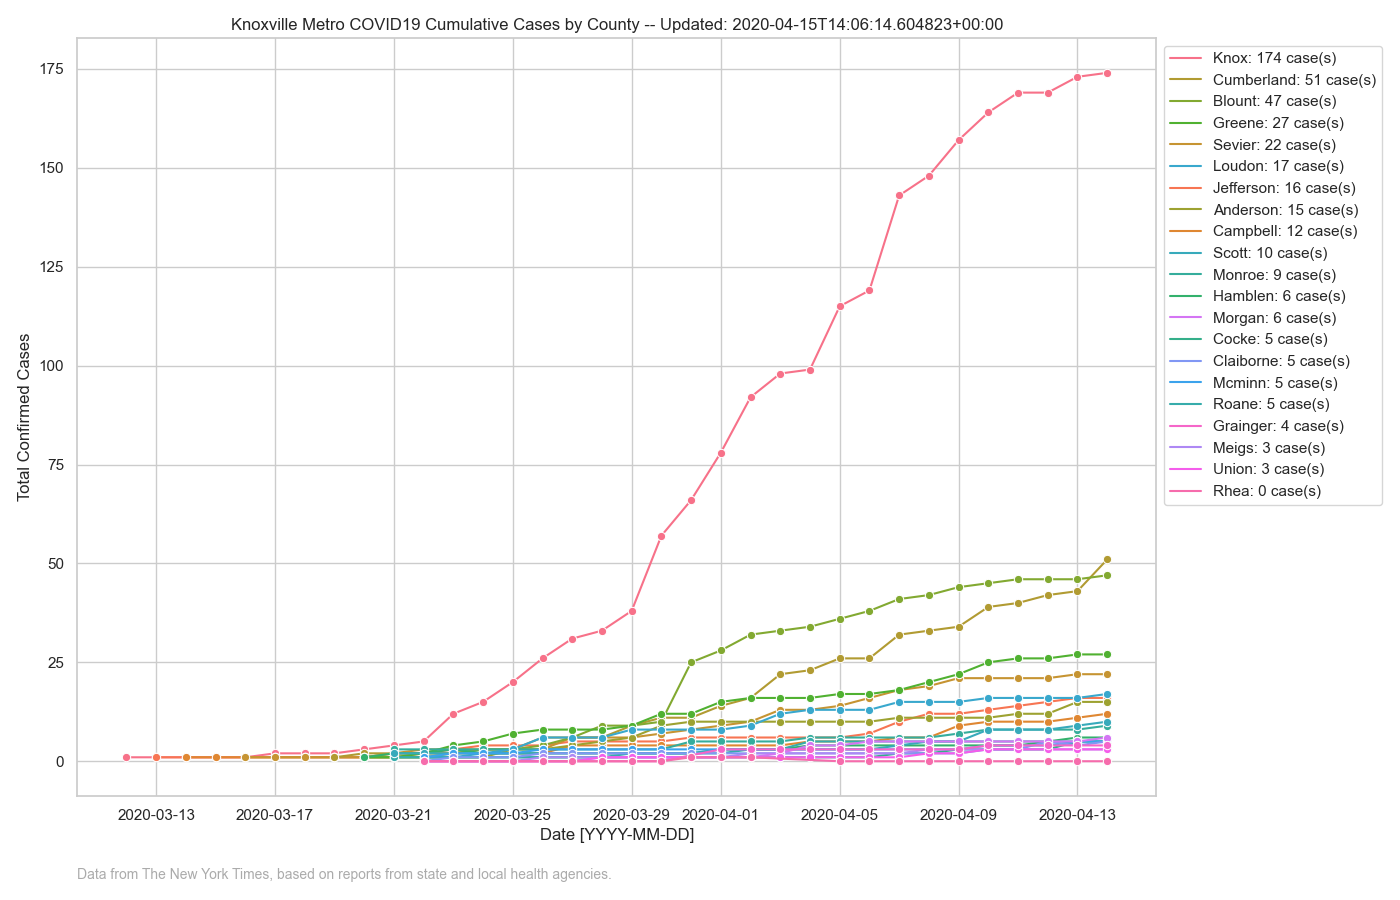 Knoxville Metro COVID19 Cumulative Cases by County -- Updated: 2020-04-15T14:06:14.604823+00:00
Total Confirmed Cases
175
150
125
100
75
50
25
0
2020-03-13
2020-03-17
2020-03-21
2020-03-25
2020-03-29
2020-04-01
2020-04-05
2020-04-09
2020-04-13
Date [YYYY-MM-DD]
Knox: 174 case(s)
Cumberland: 51 case(s)
Blount: 47 case(s)
Greene: 27 case(s)
Sevier: 22 case(s)
Loudon: 17 case(s)
Jefferson: 16 case(s)
Anderson: 15 case(s)
Campbell: 12 case(s)
Scott: 10 case(s)
Monroe: 9 case(s)
Hamblen: 6 case(s)
Morgan: 6 case(s)
Cocke: 5 case(s)
Claiborne: 5 case(s)
Mcminn: 5 case(s)
Roane: 5 case(s)
Grainger: 4 case(s)
Meigs: 3 case(s)
Union: 3 case(s)
Rhea: 0 case(s)
Data from The New York Times, based on reports from state and local health agencies.